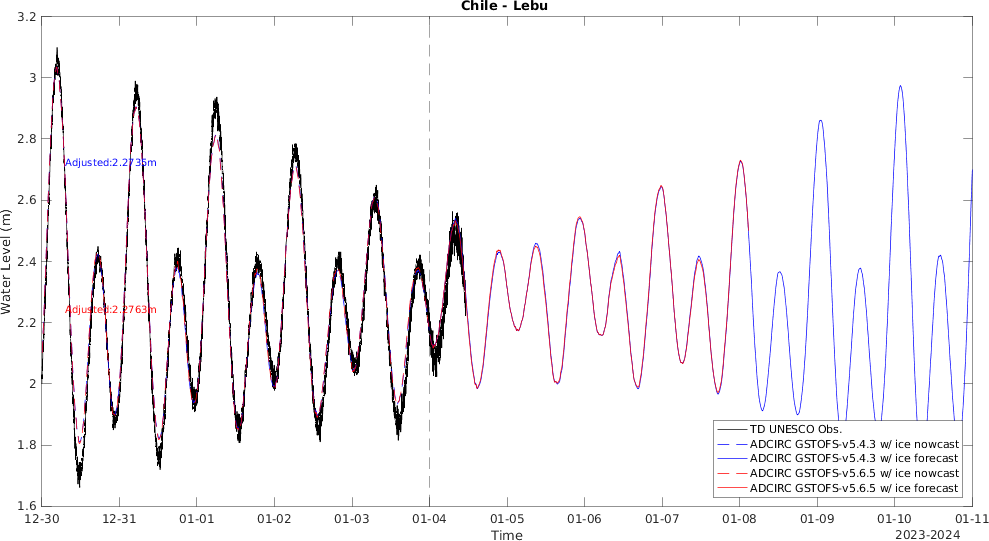 Chile - Lebu
Water Level (m)
3.2
3
2.8
2.6
2.4
2.2
2
1.8
1.6
Adjusted:2.2735m
Adjusted:2.2763m
TD UNESCO Obs.
ADCIRC GSTOFS-v5.4.3 w/ ice nowcast
ADCIRC GSTOFS-v5.4.3 w/ ice forecast
ADCIRC GSTOFS-v5.6.5 w/ ice nowcast
ADCIRC GSTOFS-v5.6.5 w/ ice forecast
12-30 12-31 01-01 01-02 01-03 01-04 01-05 01-06 01-07 01-08 01-09 01-10 01-11
Time
2023-2024